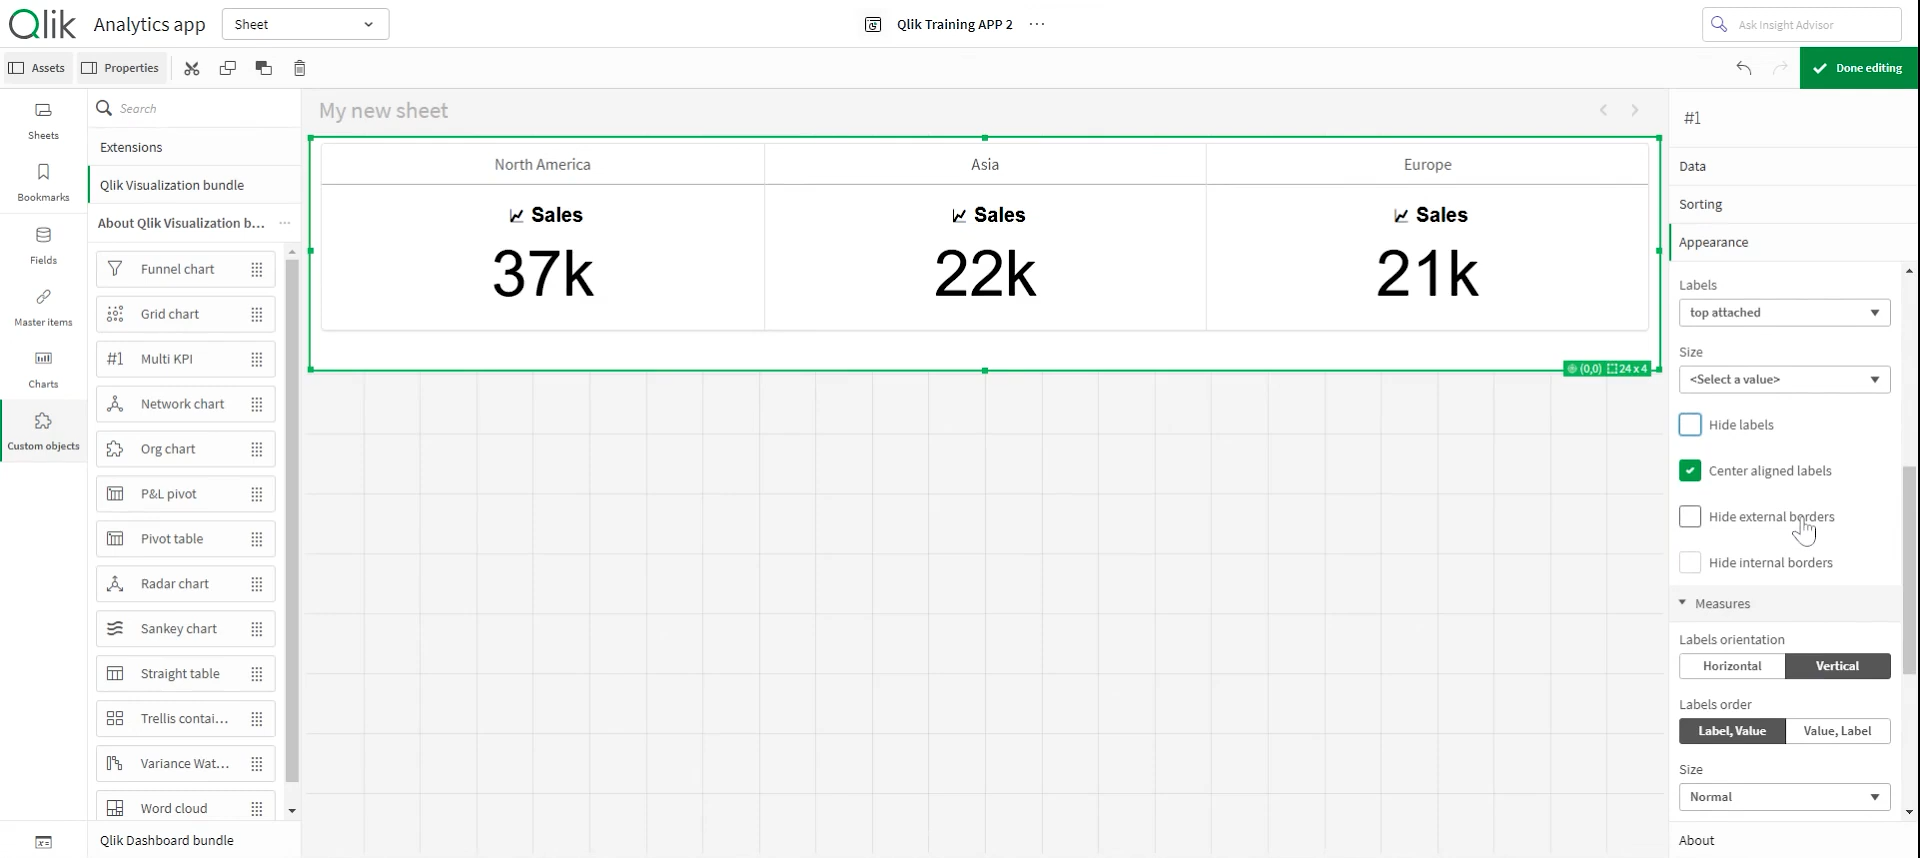 Qlik Analytics app Sheet Qlik Training APP 2 ... Ask Insight Advisor
Assets Properties Done editing
Sheets
Bookmarks
Fields
Master items
Charts
Custom objects
Search
Extensions
Qlik Visualization bundle
About Qlik Visualization b... ...
Funnel chart
Grid chart
#1 Multi KPI
Network chart
Org chart
P&L pivot
Pivot table
Radar chart
Sankey chart
Straight table
Trellis contai...
Variance Wat...
Word cloud
Qlik Dashboard bundle
My new sheet
North America Asia Europe
Sales Sales Sales
37k 22k 21k
(0,0) 24 x 4
#1
Data
Sorting
Appearance
Labels
top attached
Size
<Select a value>
Hide labels
Center aligned labels
Hide external borders
Hide internal borders
Measures
Labels orientation
Horizontal Vertical
Labels order
Label, Value Value, Label
Size
Normal
About